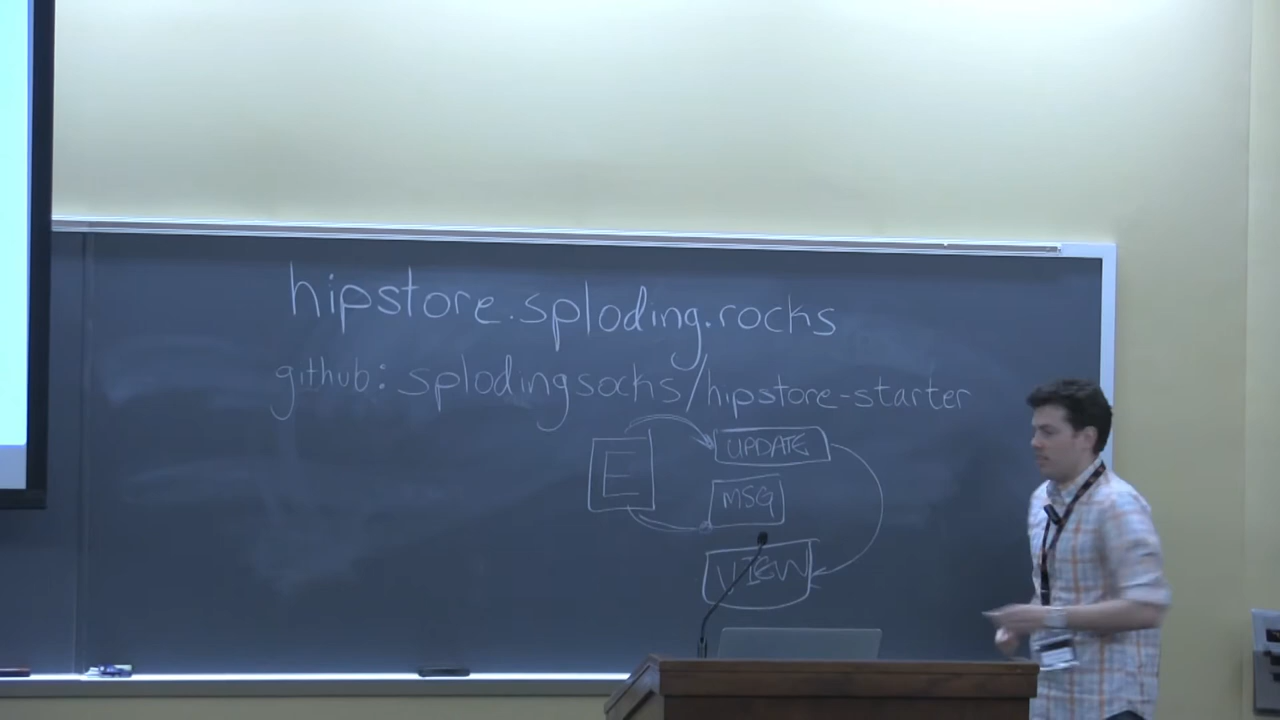 hipstore.sploding.rocks
github: splodingsocks/hipstore-starter
E
UPDATE
MSG
VIEW